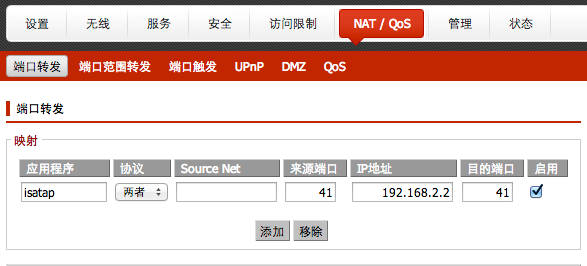 设置 无线 服务 安全 访问限制 NAT / QoS 管理 状态
端口转发 端口范围转发 端口触发 UPnP DMZ QoS
端口转发
映射
应用程序 协议 Source Net 来源端口 IP地址 目的端口 启用
isatap 两者 41 192.168.2.2 41
添加 移除